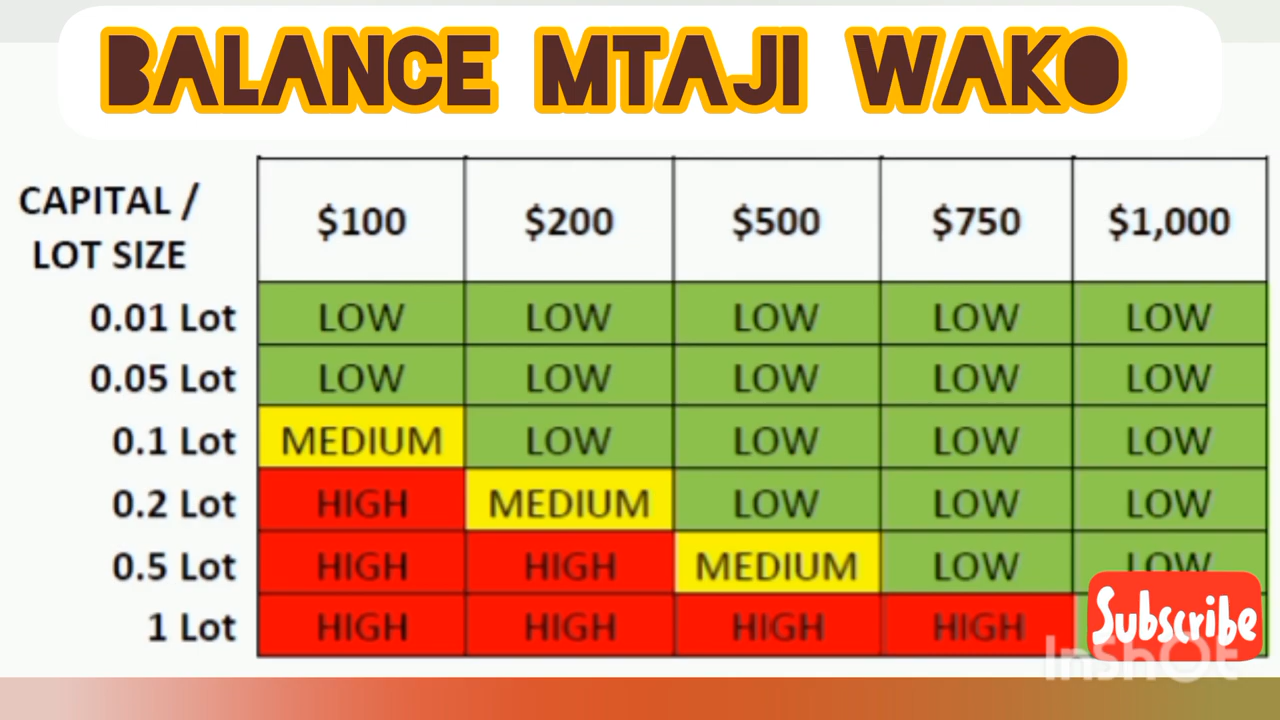 BALANCE MTAJI WAKO
CAPITAL / $100 $200 $500 $750 $1,000
LOT SIZE
0.01 Lot LOW LOW LOW LOW LOW
0.05 Lot LOW LOW LOW LOW LOW
0.1 Lot MEDIUM LOW LOW LOW LOW
0.2 Lot HIGH MEDIUM LOW LOW LOW
0.5 Lot HIGH HIGH MEDIUM LOW LOW
1 Lot HIGH HIGH HIGH HIGH
Subscribe
InShOt